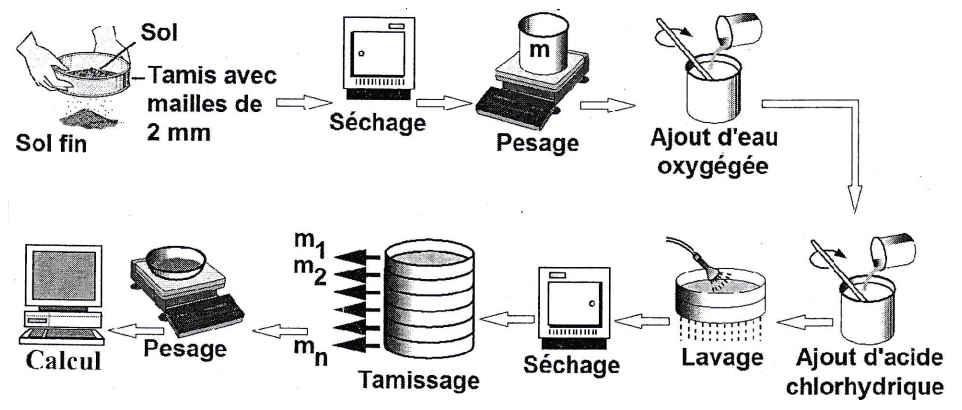 Sol
Tamis avec
mailles de
2 mm
Sol fin
Séchage
m
Pesage
Ajout d'eau
oxygégée
Ajout d'acide
chlorhydrique
Lavage
Séchage
m1
m2
mn
Tamissage
Pesage
Calcul